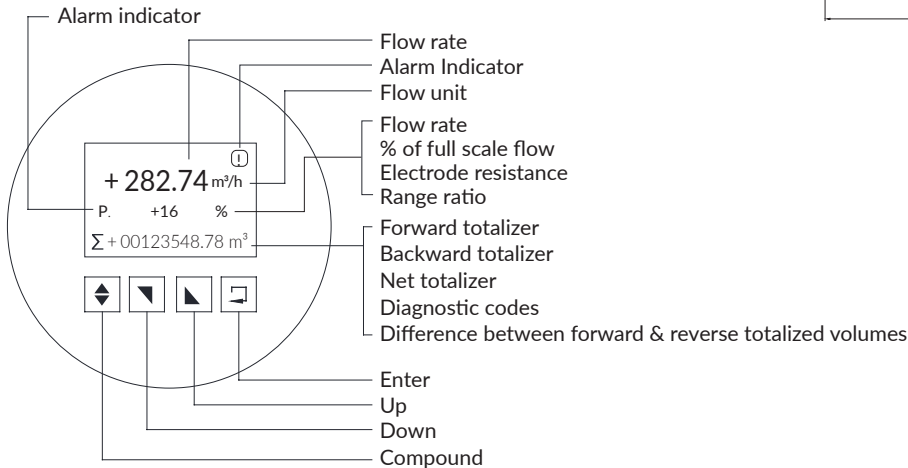 Alarm indicator
Flow rate
Alarm Indicator
Flow unit
Flow rate
% of full scale flow
Electrode resistance
Range ratio
+ 282.74 m³/h
P. +16 %
Σ + 00123548.78 m³
Forward totalizer
Backward totalizer
Net totalizer
Diagnostic codes
Difference between forward & reverse totalized volumes
Enter
Up
Down
Compound